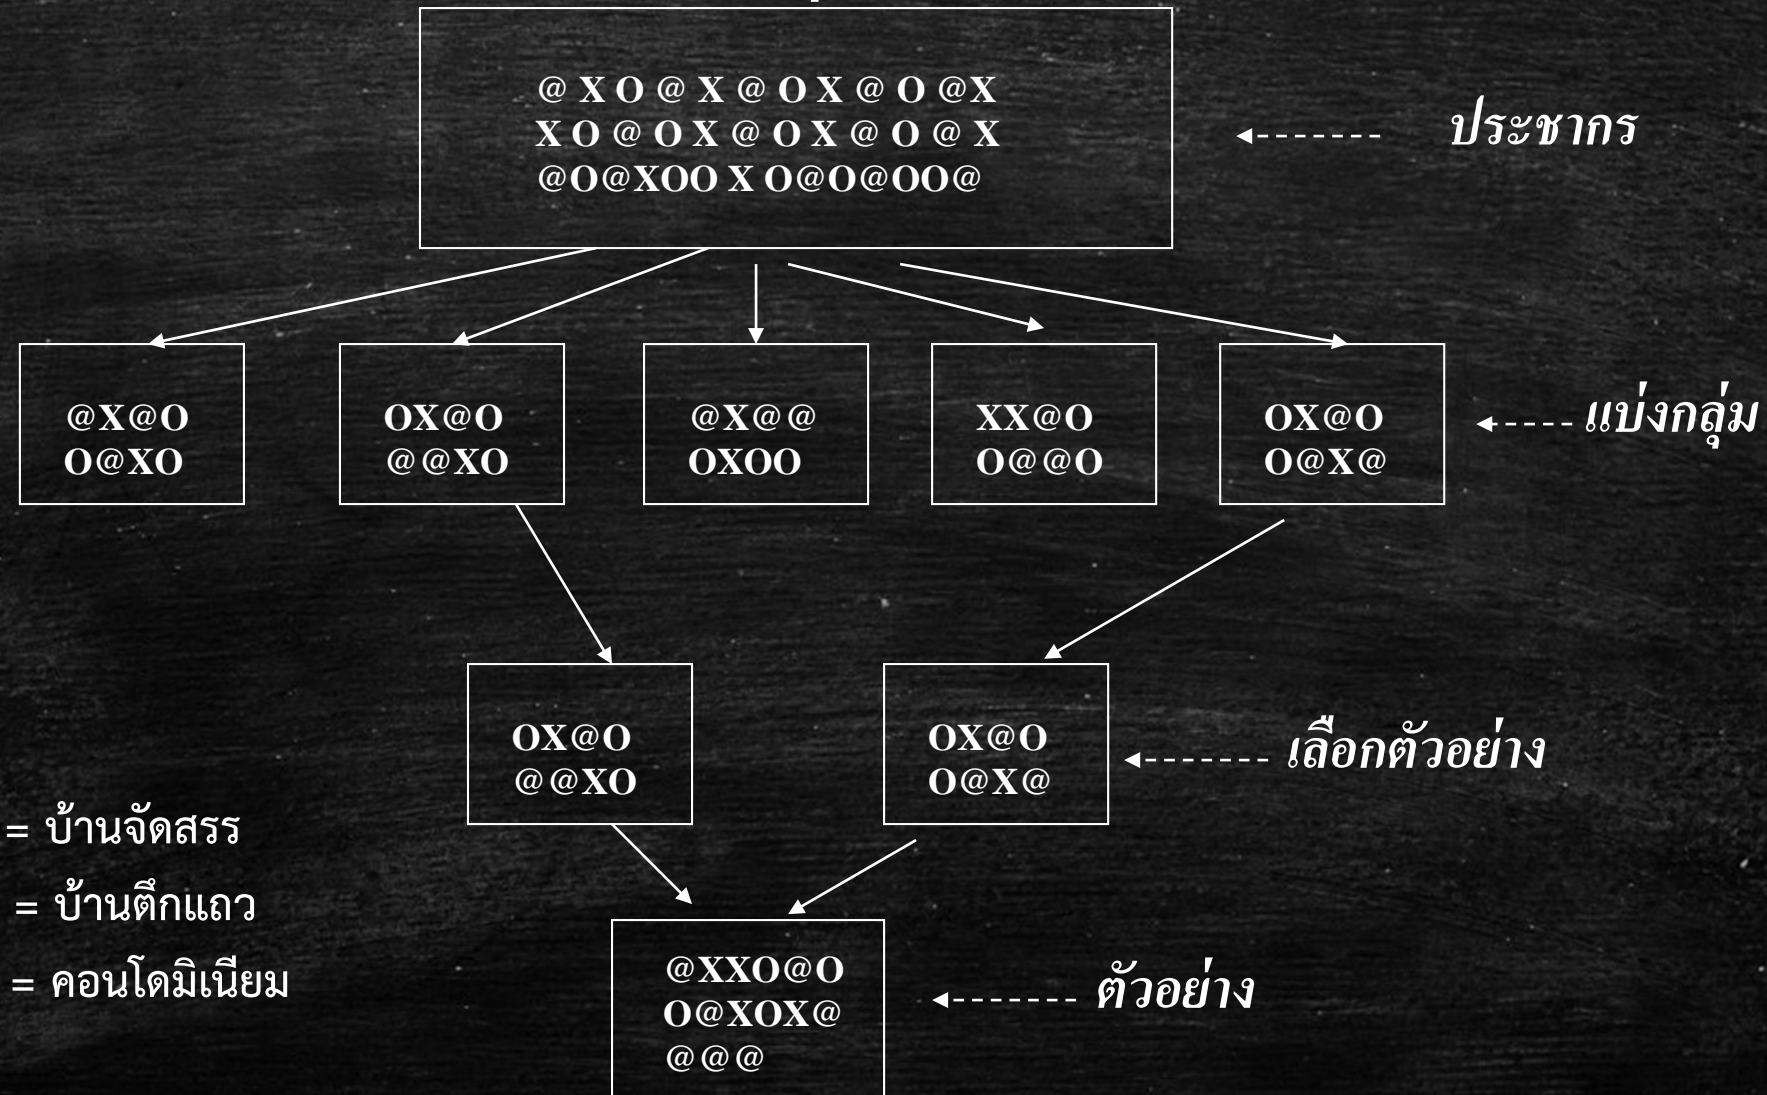 @ X O @ X @ O X @ O @X
X O @ O X @ O X @ O @ X
@O@XOO X O@O@OO@
ประชากร
@X@O
O@XO
OX@O
@@XO
@X@@
OXOO
XX@O
O@@O
OX@O
O@X@
แบ่งกลุ่ม
OX@O
@@XO
OX@O
O@X@
เลือกตัวอย่าง
= บ้านจัดสรร
= บ้านตึกแถว
= คอนโดมิเนียม
@XXO@O
O@XOX@
@@@
ตัวอย่าง